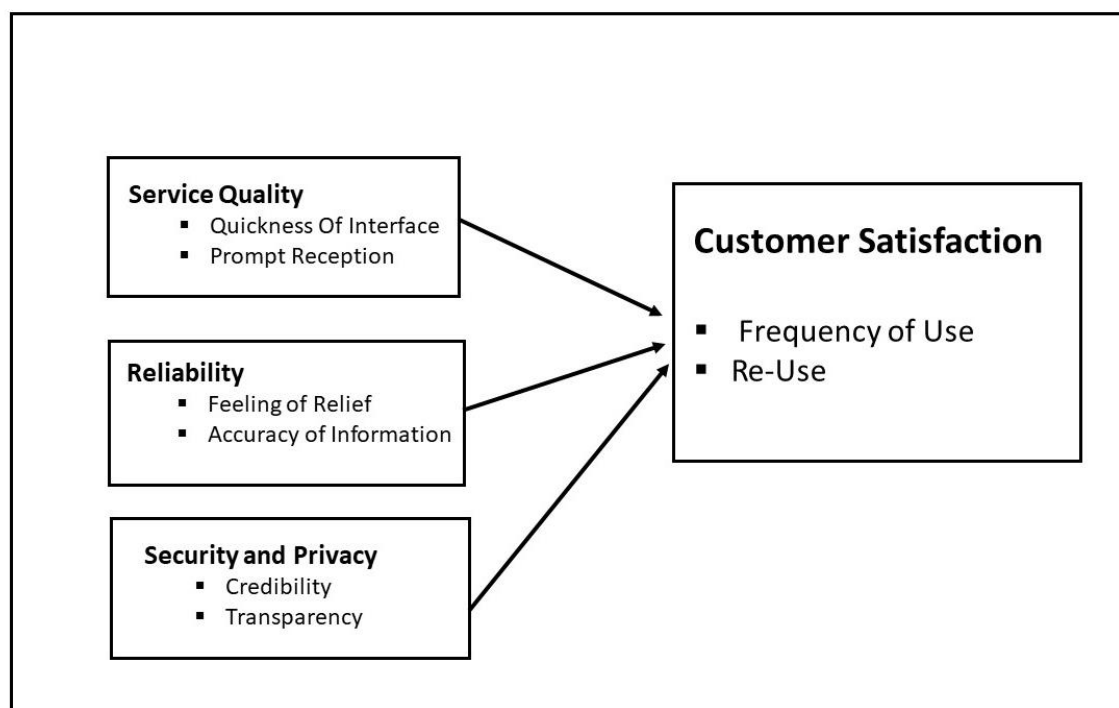 Service Quality
▪ Quickness Of Interface
▪ Prompt Reception
Reliability
▪ Feeling of Relief
▪ Accuracy of Information
Security and Privacy
▪ Credibility
▪ Transparency
Customer Satisfaction
▪ Frequency of Use
▪ Re-Use